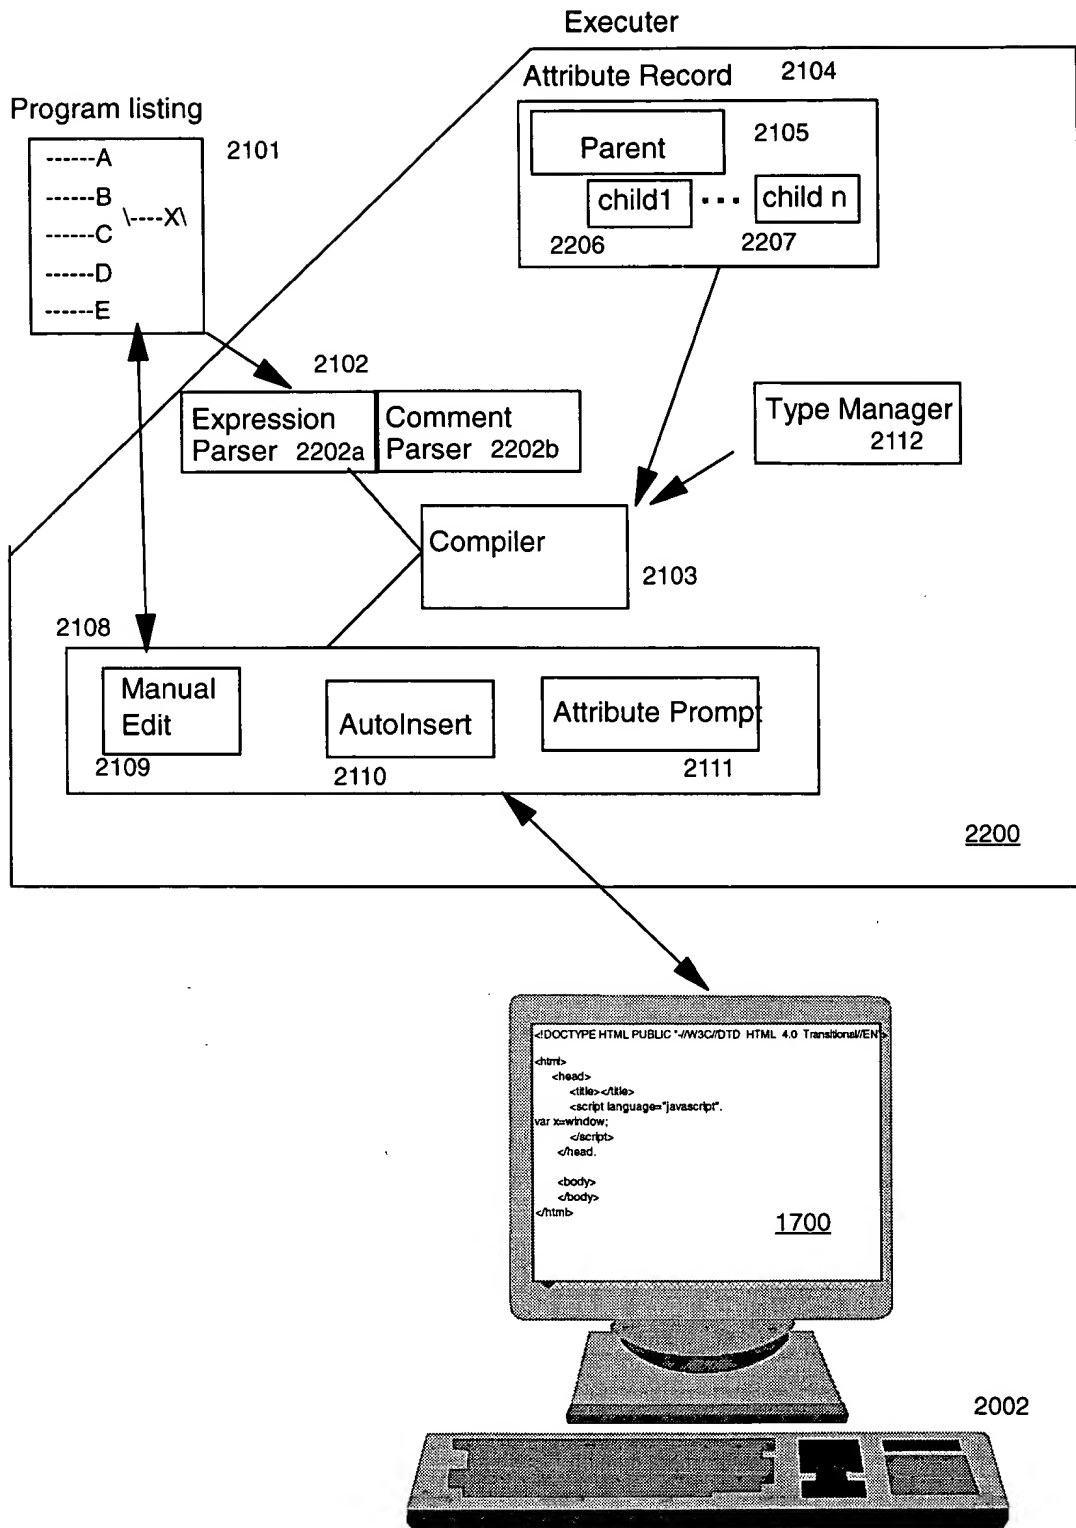 Executer
Attribute Record 2104
Program listing
2101
------A
------B
\----X\
------C
------D
------E
Parent
2105
child1 ... child n
2206
2207
2102
Expression
Parser 2202a
Comment
Parser 2202b
Type Manager
2112
Compiler
2103
2108
Manual
Edit
2109
AutoInsert
2110
Attribute Prompt
2111
2200
<!DOCTYPE HTML PUBLIC "-//W3C//DTD HTML 4.0 Transitional//EN">
<html>
<head>
<title></title>
<script language="javascript".
var x=window;
</script>
</head.
<body>
</body>
</html>
1700
2002